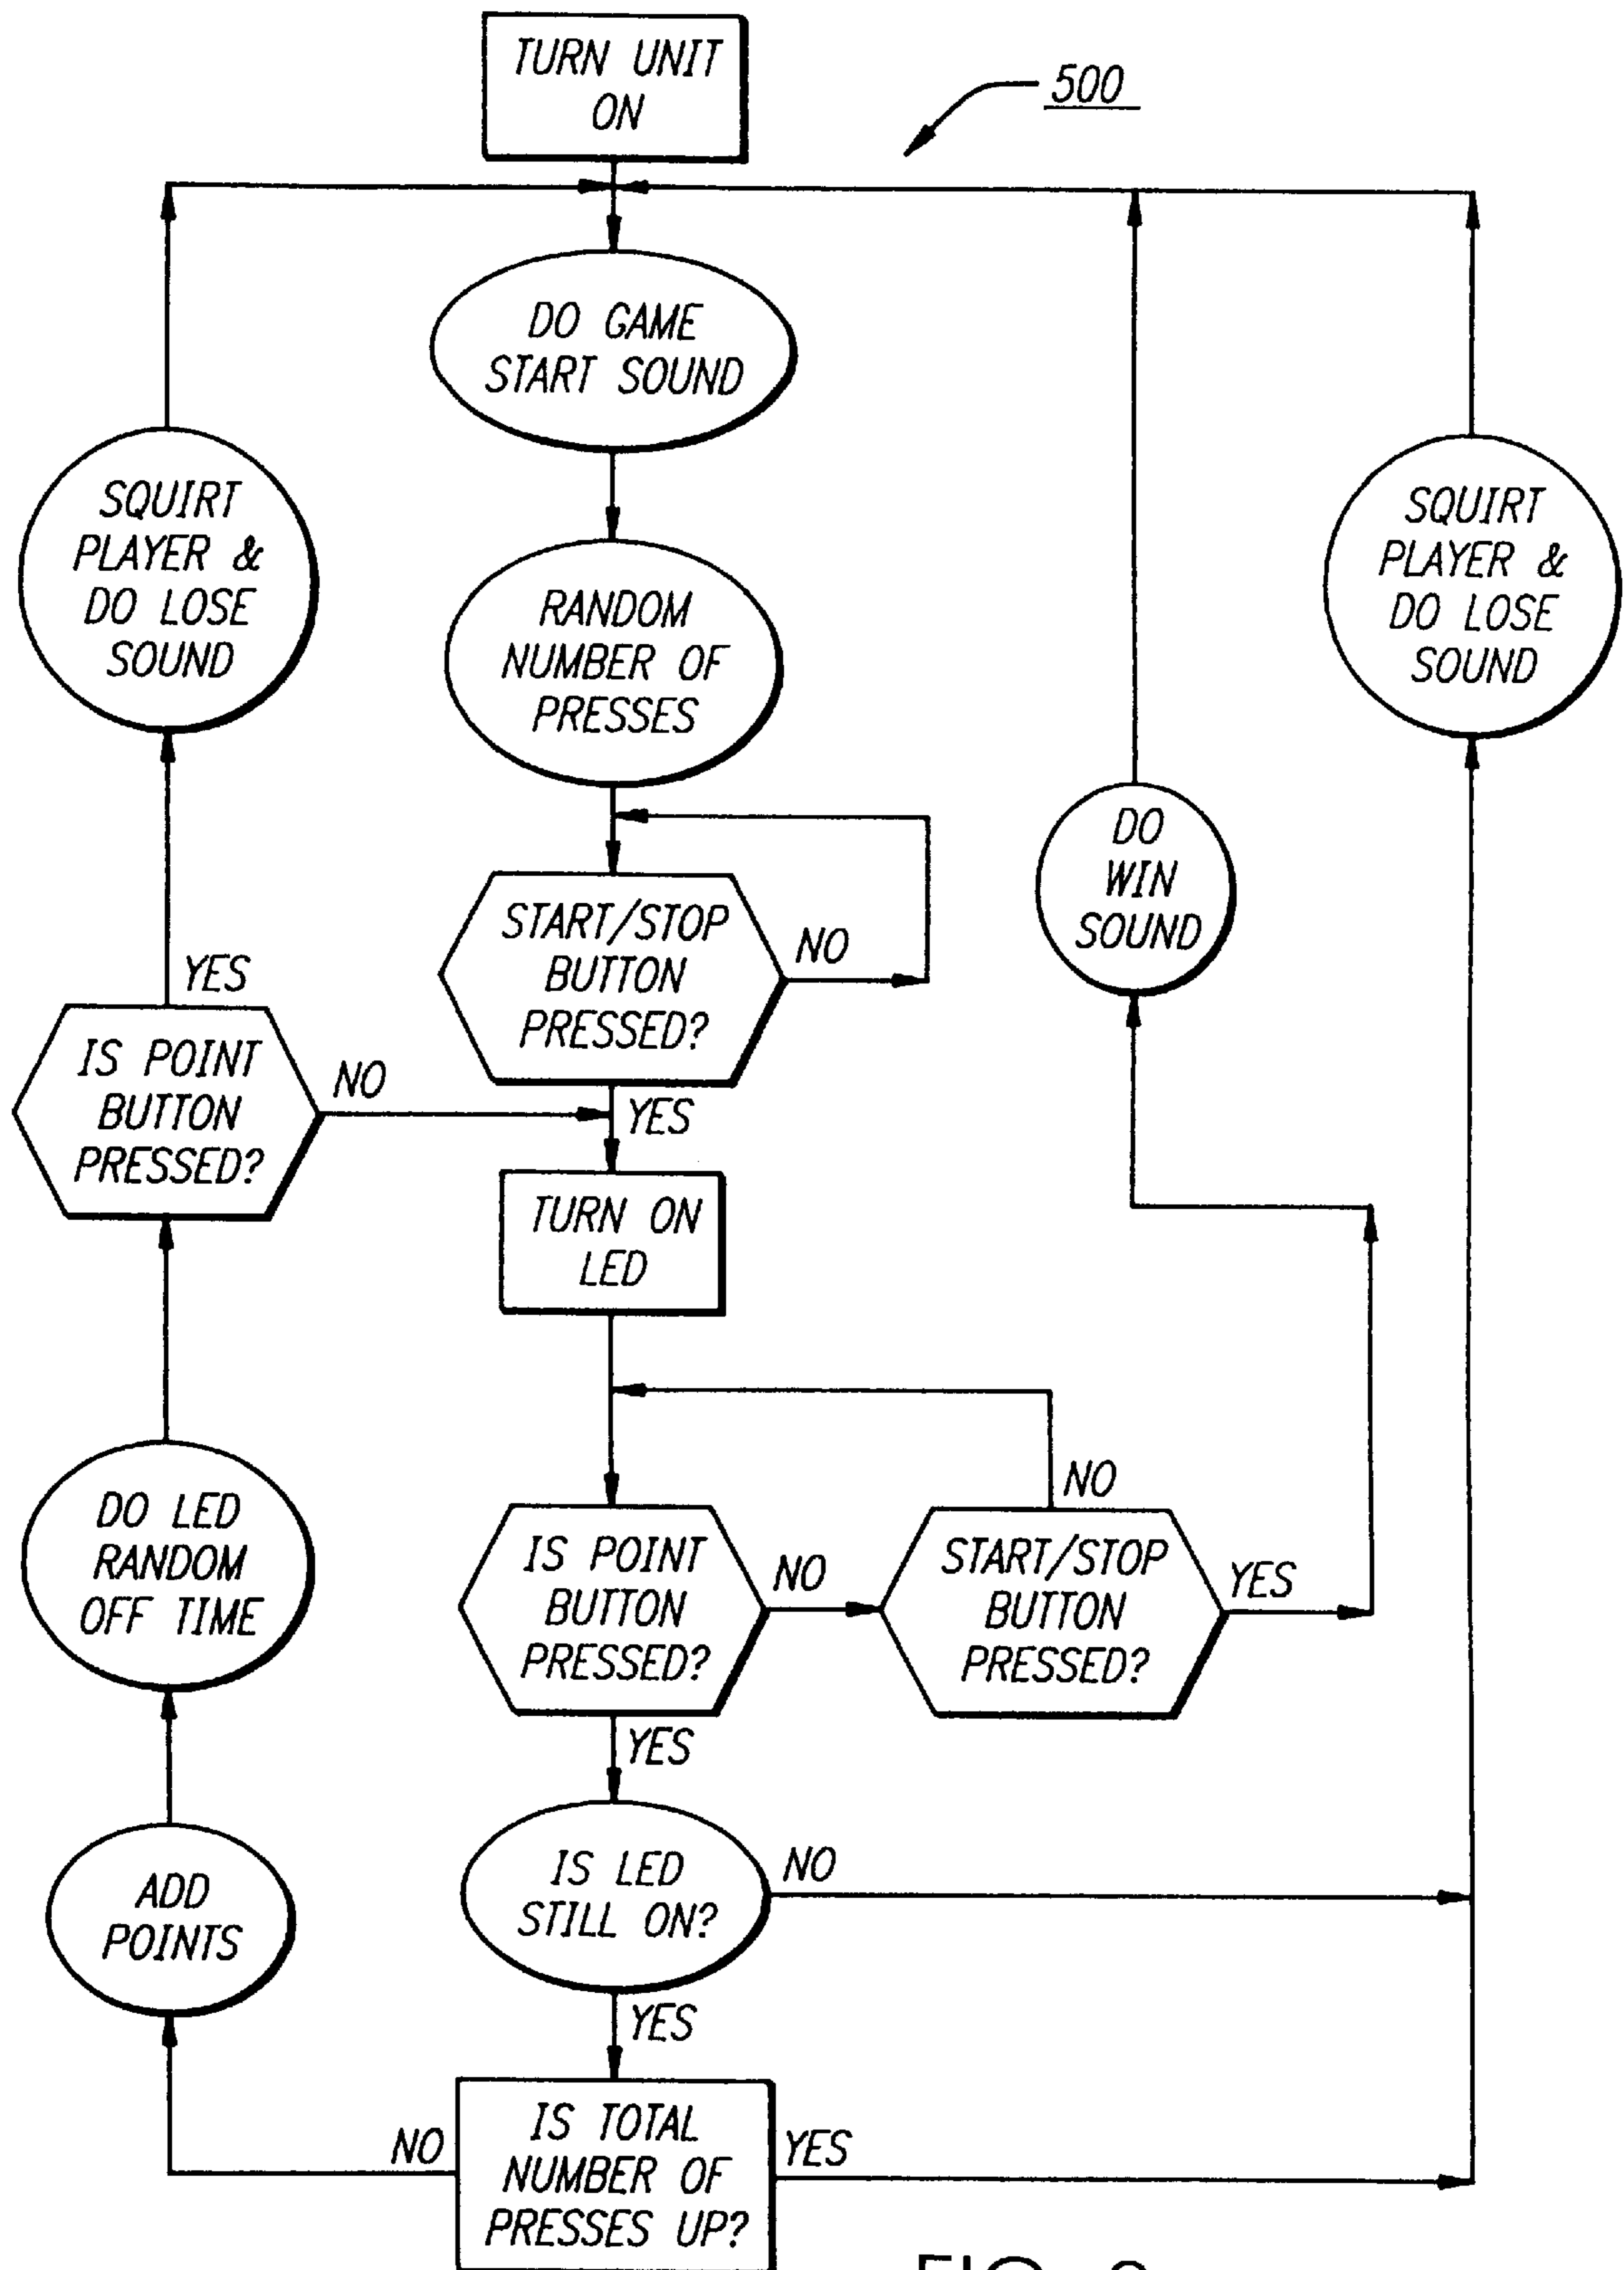 TURN UNIT
ON
500
DO GAME
START SOUND
SQUIRT
PLAYER &
DO LOSE
SOUND
SQUIRT
PLAYER &
DO LOSE
SOUND
RANDOM
NUMBER OF
PRESSES
DO
WIN
SOUND
START/STOP
BUTTON
PRESSED?
NO
YES
IS POINT
BUTTON
PRESSED?
NO
YES
TURN ON
LED
DO LED
RANDOM
OFF TIME
IS POINT
BUTTON
PRESSED?
NO
START/STOP
BUTTON
PRESSED?
NO
YES
YES
ADD
POINTS
IS LED
STILL ON?
NO
YES
NO
IS TOTAL
NUMBER OF
PRESSES UP?
YES
FIG.